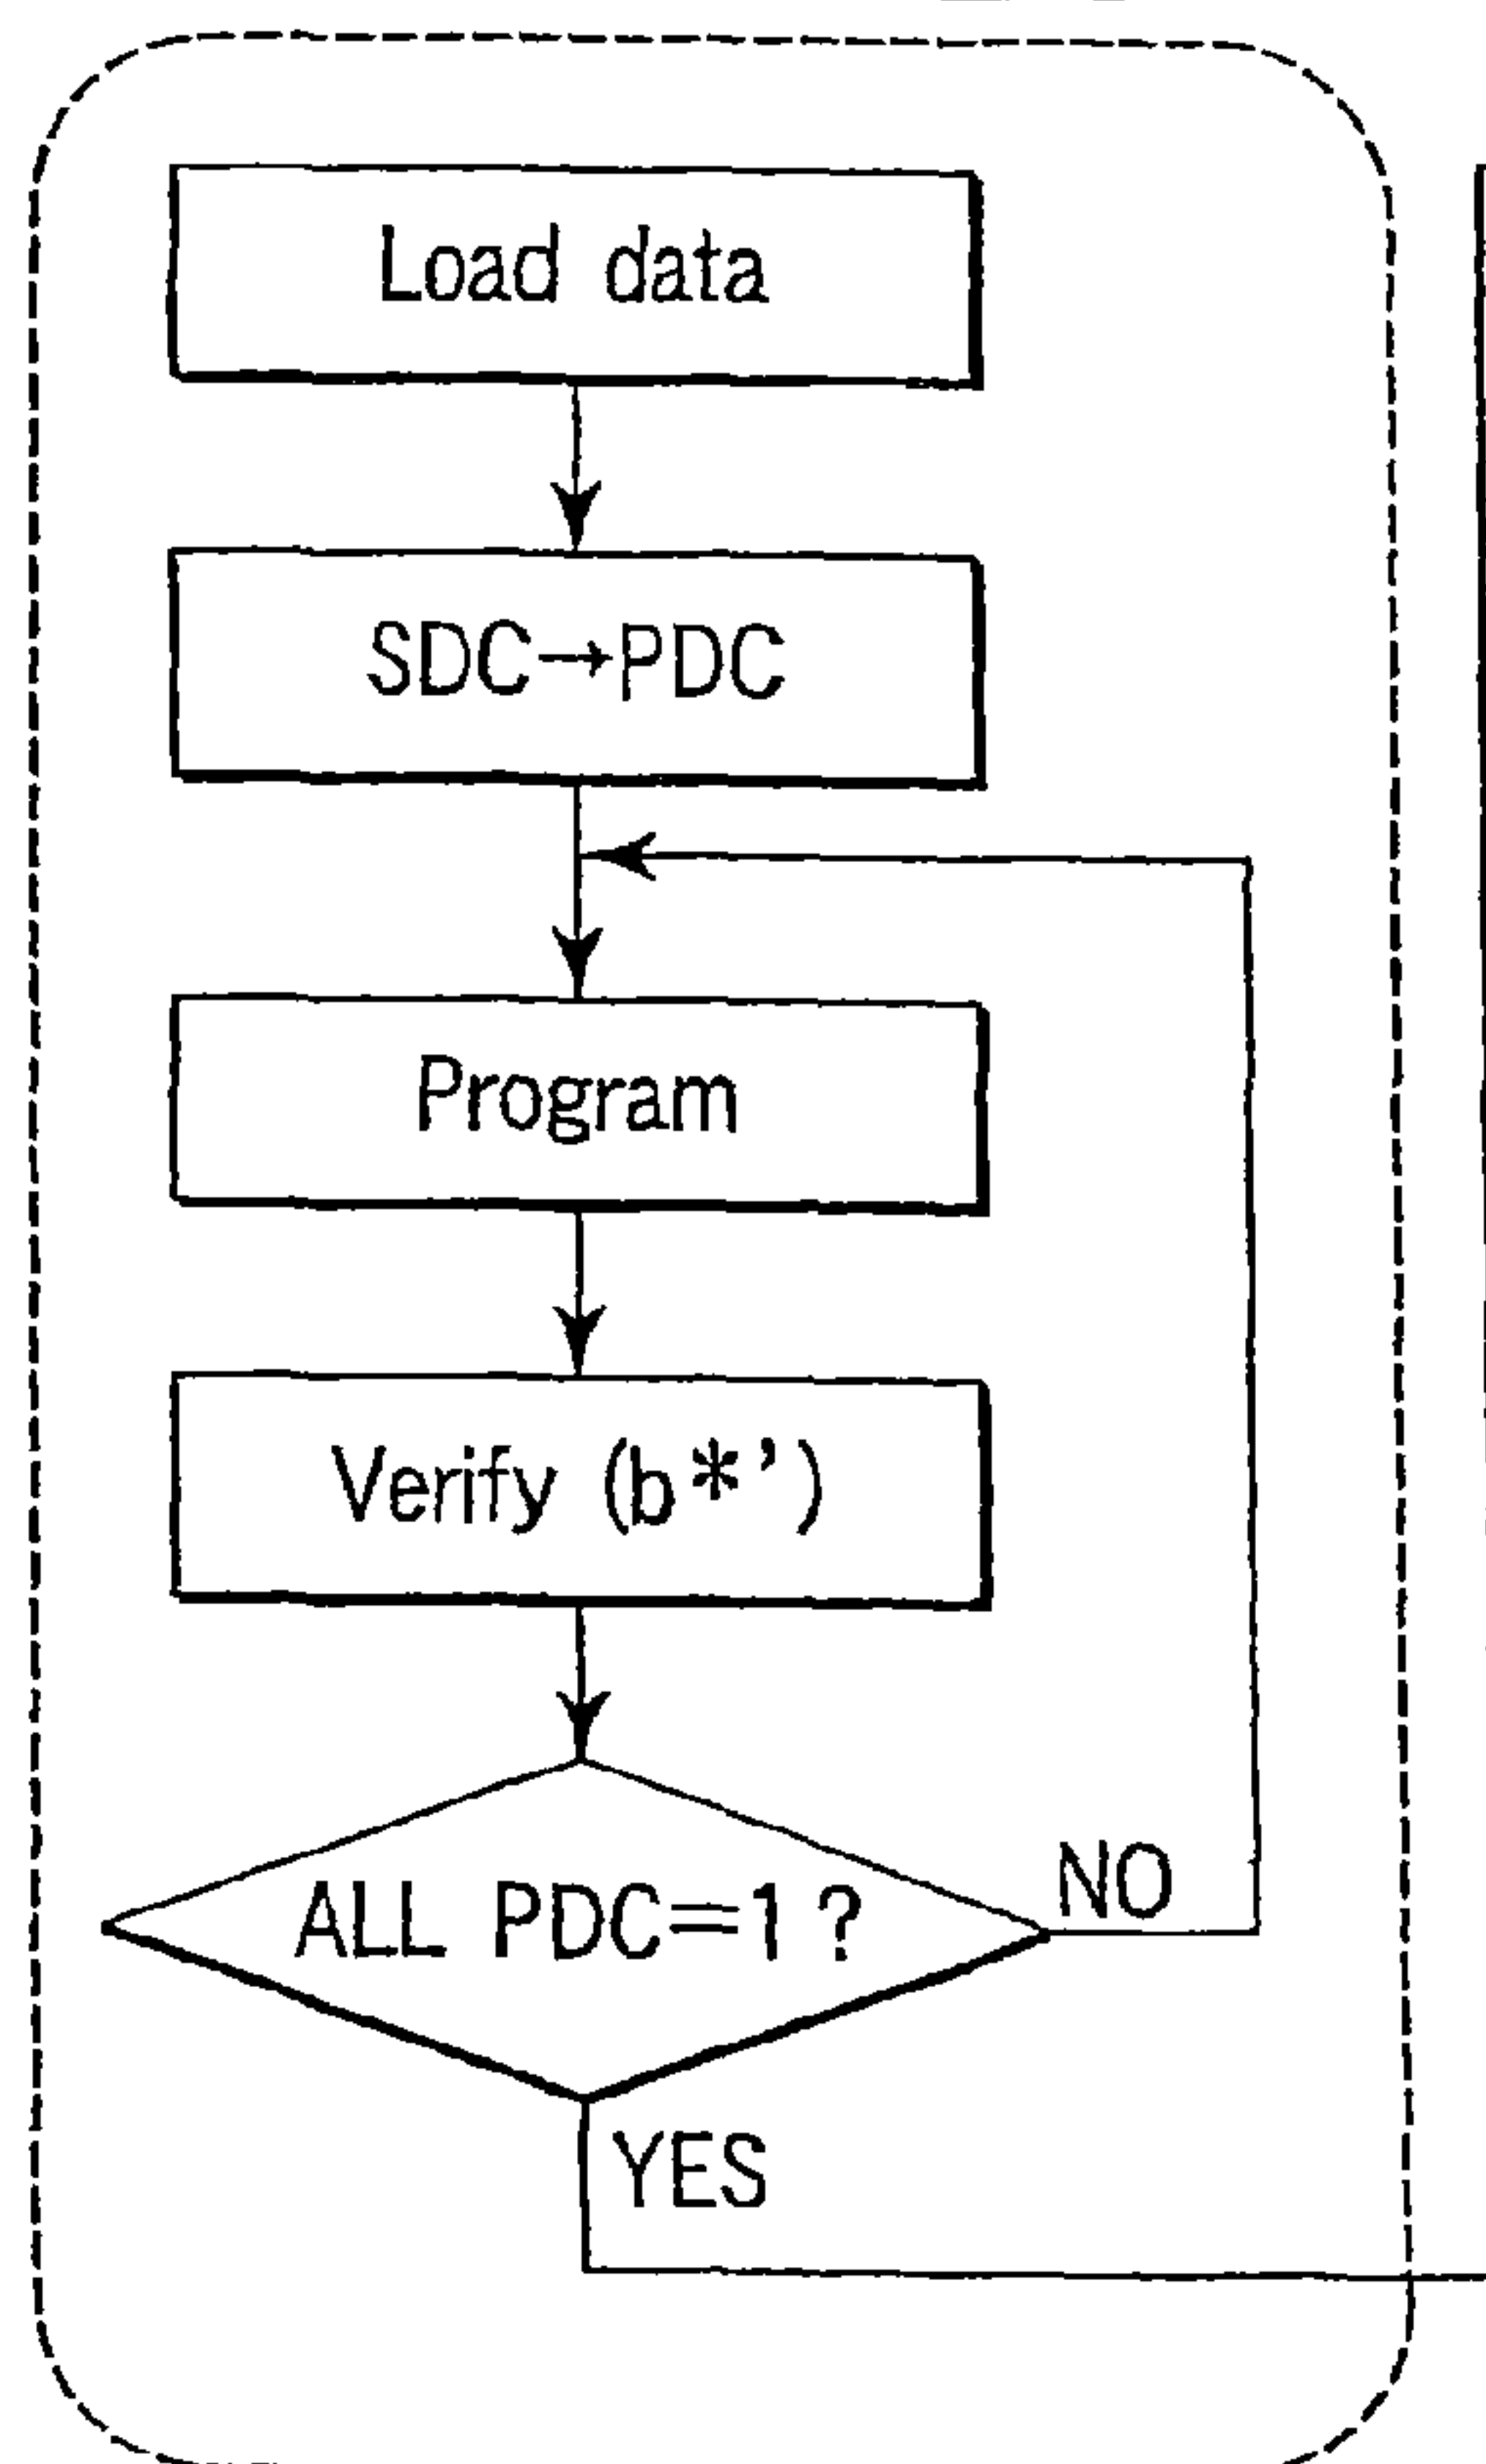 Load data
SDC→PDC
Program
Verify (b*’)
ALL PDC=1 ?
NO
YES